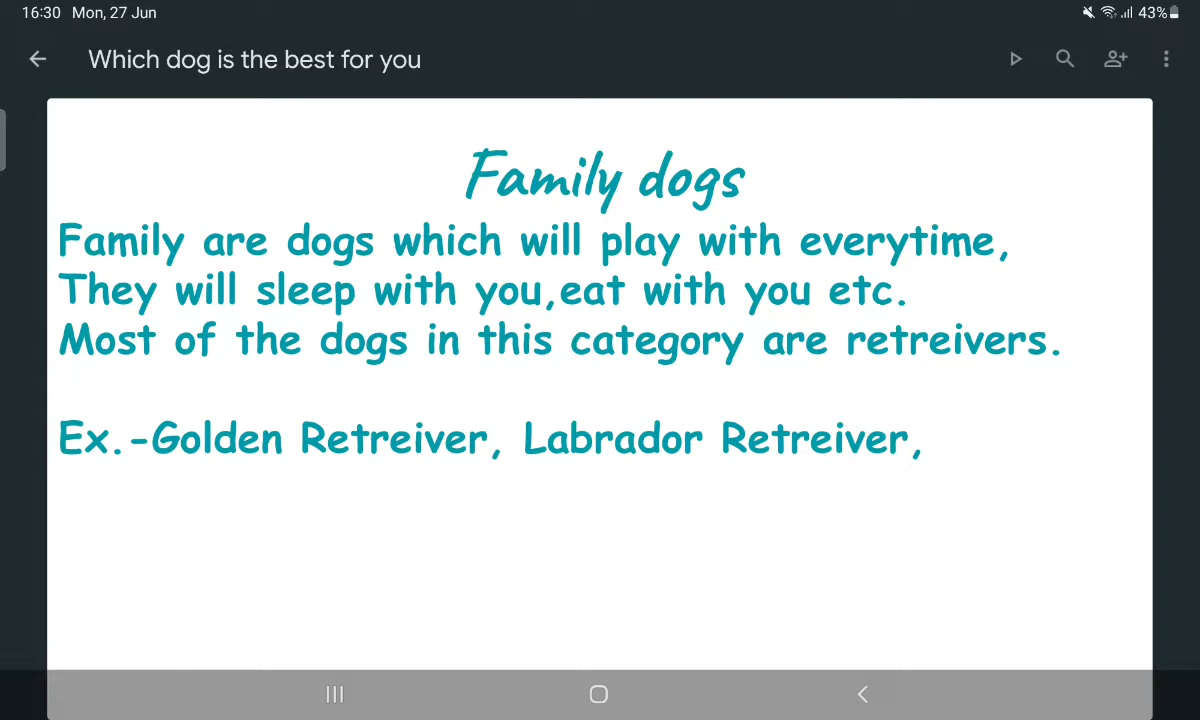 16:30 Mon, 27 Jun 43%
Which dog is the best for you
Family dogs
Family are dogs which will play with everytime,
They will sleep with you,eat with you etc.
Most of the dogs in this category are retreivers.
Ex.-Golden Retreiver, Labrador Retreiver,